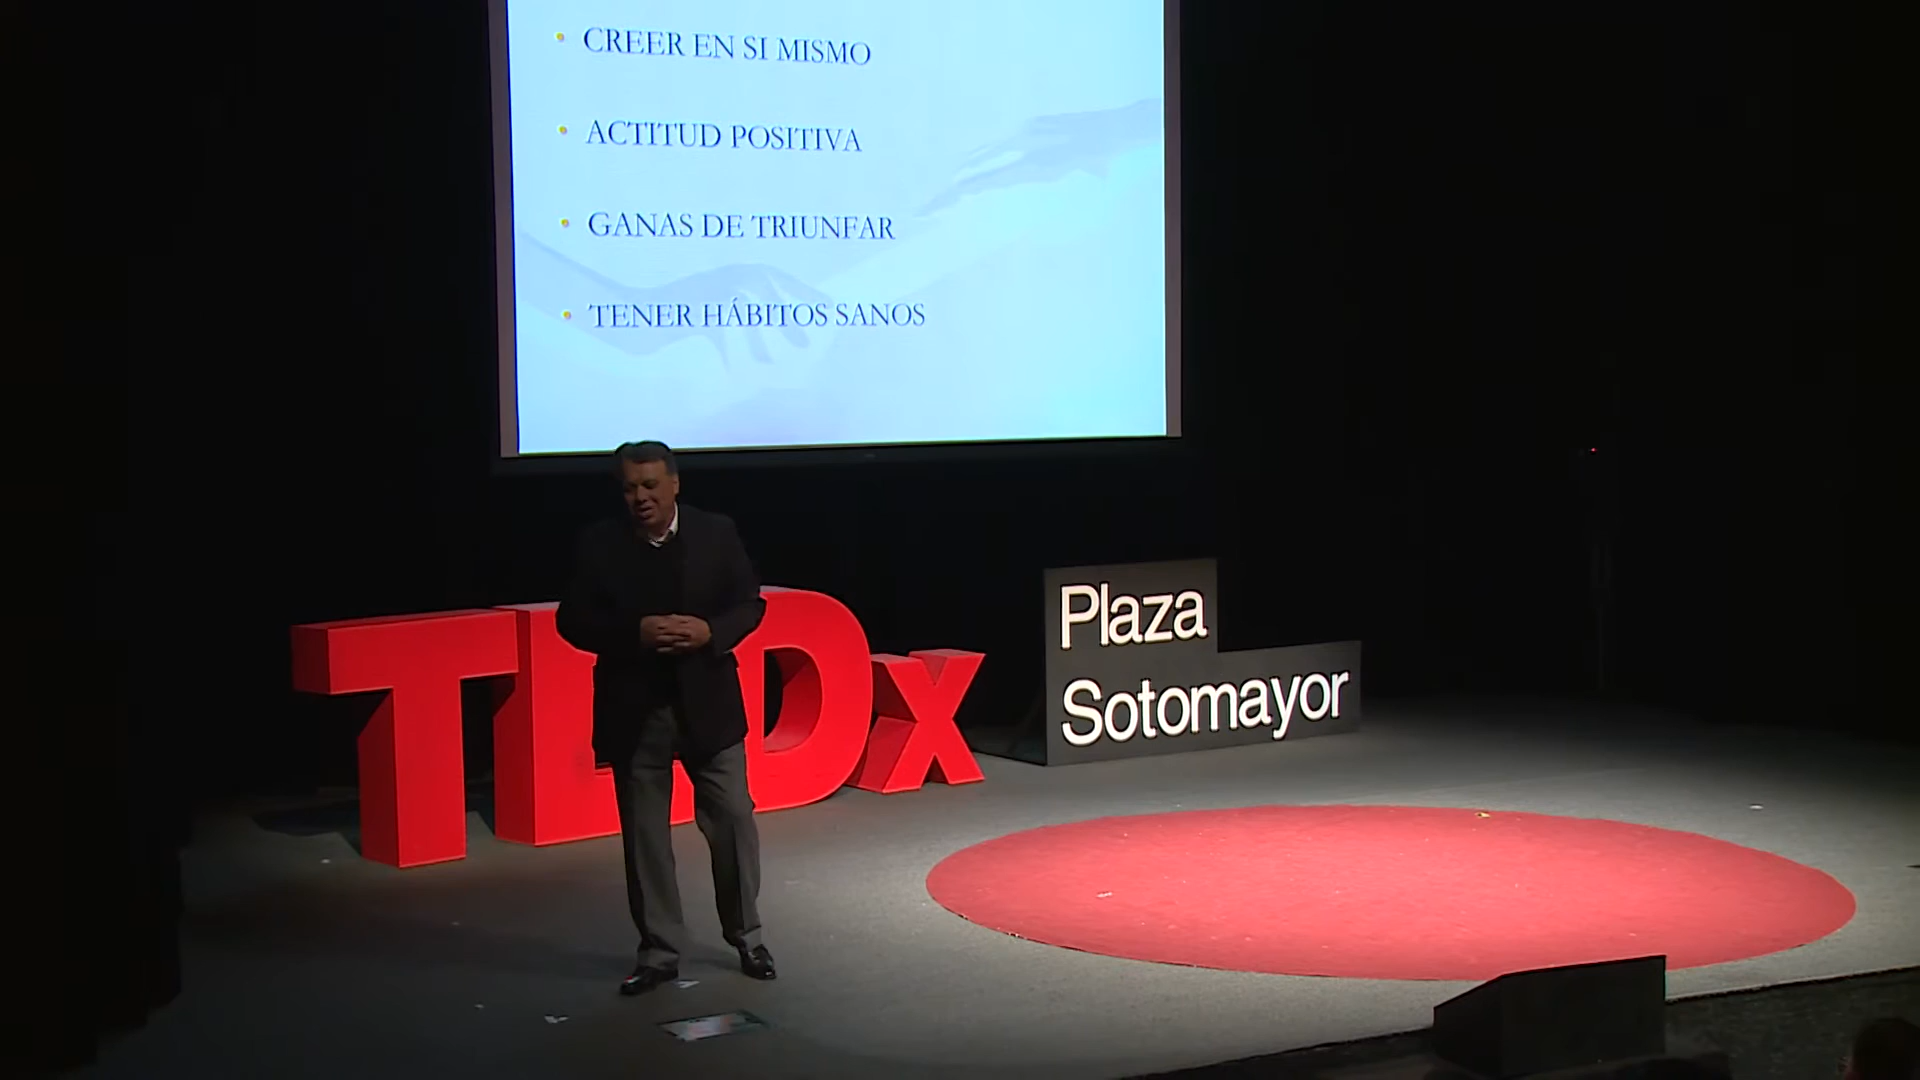 • CREER EN SI MISMO
• ACTITUD POSITIVA
• GANAS DE TRIUNFAR
• TENER HÁBITOS SANOS
TEDx
Plaza
Sotomayor